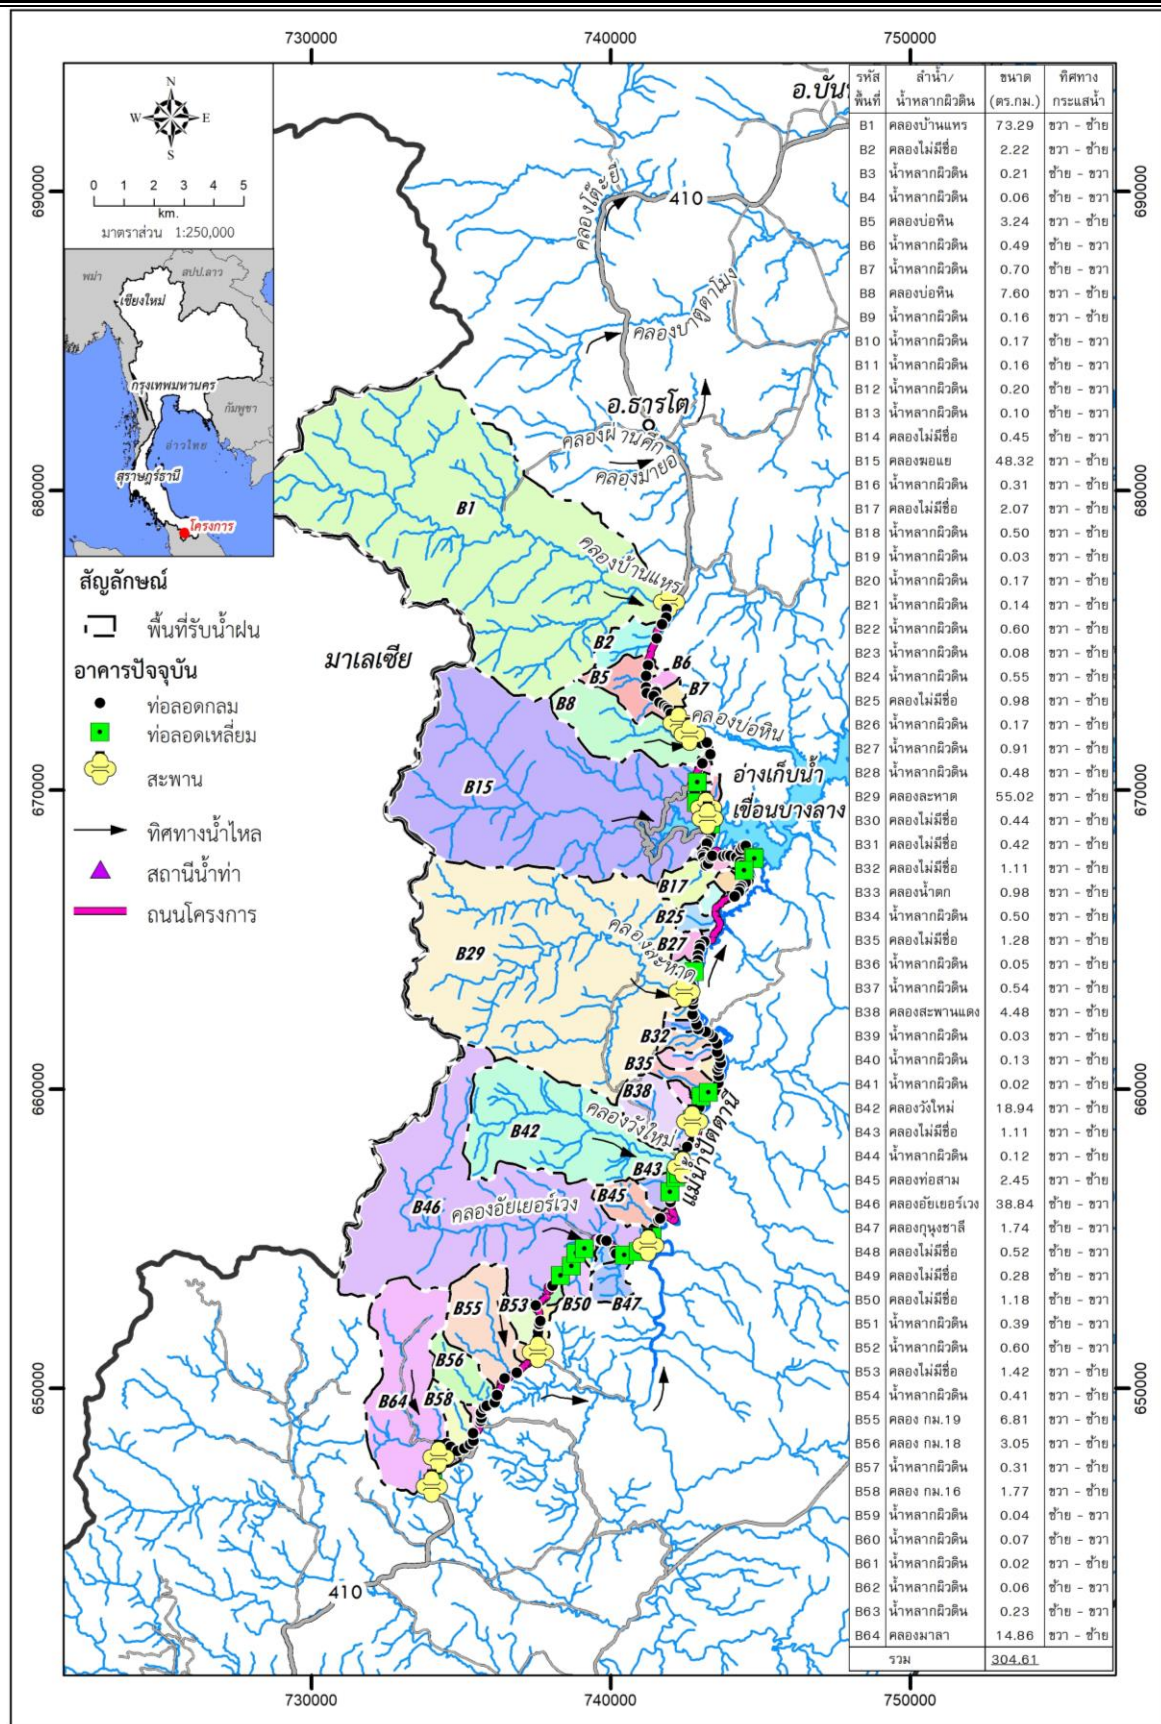 730000
740000
750000
N
W
E
S
0 1 2 3 4 5
km.
มาตราส่วน 1:250,000
พม่า
สปป.ลาว
เชียงใหม่
กรุงเทพมหานคร
กัมพูชา
อ่าวไทย
สุราษฎร์ธานี
โครงการ
สัญลักษณ์
พื้นที่รับน้ำฝน
อาคารปัจจุบัน
ท่อลอดกลม
ท่อลอดเหลี่ยม
สะพาน
ทิศทางน้ำไหล
สถานีน้ำท่า
ถนนโครงการ
690000
680000
670000
660000
650000
มาเลเซีย
410
คลองโต๊ะยี
คลองบาตูตาโมง
อ.ธารโต
คลองผ่านศึก
คลองมายอ
B1
คลองบ้านแหร
B2
B6
B5
B7
B8
คลองบ่อหิน
อ่างเก็บน้ำ
เขื่อนบางลาง
B15
B17
B25
B27
คลองละหาด
B29
B32
B35
B38
คลองวังใหม่
B42
B43
แม่น้ำปัตตานี
B45
B46
คลองอัยเยอร์เวง
B47
B50
B53
B55
B56
B58
B64
410
รหัสพื้นที่ ลำน้ำ/น้ำหลากผิวดิน ขนาด (ตร.กม.) ทิศทางกระแสน้ำ
B1 คลองบ้านแหร 73.29 ขวา - ซ้าย
B2 คลองไม่มีชื่อ 2.22 ขวา - ซ้าย
B3 น้ำหลากผิวดิน 0.21 ซ้าย - ขวา
B4 น้ำหลากผิวดิน 0.06 ซ้าย - ขวา
B5 คลองบ่อหิน 3.24 ขวา - ซ้าย
B6 น้ำหลากผิวดิน 0.49 ซ้าย - ขวา
B7 น้ำหลากผิวดิน 0.70 ซ้าย - ขวา
B8 คลองบ่อหิน 7.60 ขวา - ซ้าย
B9 น้ำหลากผิวดิน 0.16 ขวา - ซ้าย
B10 น้ำหลากผิวดิน 0.17 ซ้าย - ขวา
B11 น้ำหลากผิวดิน 0.16 ซ้าย - ขวา
B12 น้ำหลากผิวดิน 0.20 ซ้าย - ขวา
B13 น้ำหลากผิวดิน 0.10 ซ้าย - ขวา
B14 คลองไม่มีชื่อ 0.45 ขวา - ซ้าย
B15 คลองฆอแย 48.32 ขวา - ซ้าย
B16 น้ำหลากผิวดิน 0.31 ขวา - ซ้าย
B17 คลองไม่มีชื่อ 2.07 ขวา - ซ้าย
B18 น้ำหลากผิวดิน 0.50 ขวา - ซ้าย
B19 น้ำหลากผิวดิน 0.03 ขวา - ซ้าย
B20 น้ำหลากผิวดิน 0.17 ขวา - ซ้าย
B21 น้ำหลากผิวดิน 0.14 ขวา - ซ้าย
B22 น้ำหลากผิวดิน 0.60 ขวา - ซ้าย
B23 น้ำหลากผิวดิน 0.08 ขวา - ซ้าย
B24 น้ำหลากผิวดิน 0.55 ขวา - ซ้าย
B25 คลองไม่มีชื่อ 0.98 ขวา - ซ้าย
B26 น้ำหลากผิวดิน 0.17 ขวา - ซ้าย
B27 น้ำหลากผิวดิน 0.91 ขวา - ซ้าย
B28 น้ำหลากผิวดิน 0.48 ขวา - ซ้าย
B29 คลองละหาด 55.02 ขวา - ซ้าย
B30 คลองไม่มีชื่อ 0.44 ขวา - ซ้าย
B31 คลองไม่มีชื่อ 0.42 ขวา - ซ้าย
B32 คลองไม่มีชื่อ 1.11 ขวา - ซ้าย
B33 คลองน้ำตก 0.98 ขวา - ซ้าย
B34 น้ำหลากผิวดิน 0.50 ขวา - ซ้าย
B35 คลองไม่มีชื่อ 1.28 ขวา - ซ้าย
B36 น้ำหลากผิวดิน 0.05 ขวา - ซ้าย
B37 น้ำหลากผิวดิน 0.54 ขวา - ซ้าย
B38 คลองสะพานแดง 4.48 ขวา - ซ้าย
B39 น้ำหลากผิวดิน 0.03 ขวา - ซ้าย
B40 น้ำหลากผิวดิน 0.13 ขวา - ซ้าย
B41 น้ำหลากผิวดิน 0.02 ขวา - ซ้าย
B42 คลองวังใหม่ 18.94 ขวา - ซ้าย
B43 คลองไม่มีชื่อ 1.11 ขวา - ซ้าย
B44 น้ำหลากผิวดิน 0.12 ขวา - ซ้าย
B45 คลองท่อสาม 2.45 ขวา - ซ้าย
B46 คลองอัยเยอร์เวง 38.84 ซ้าย - ขวา
B47 คลองกุนุงชาลี 1.74 ซ้าย - ขวา
B48 คลองไม่มีชื่อ 0.52 ซ้าย - ขวา
B49 คลองไม่มีชื่อ 0.28 ซ้าย - ขวา
B50 คลองไม่มีชื่อ 1.18 ซ้าย - ขวา
B51 น้ำหลากผิวดิน 0.39 ซ้าย - ขวา
B52 น้ำหลากผิวดิน 0.60 ซ้าย - ขวา
B53 คลองไม่มีชื่อ 1.42 ขวา - ซ้าย
B54 น้ำหลากผิวดิน 0.41 ขวา - ซ้าย
B55 คลอง กม.19 6.81 ขวา - ซ้าย
B56 คลอง กม.18 3.05 ขวา - ซ้าย
B57 น้ำหลากผิวดิน 0.31 ขวา - ซ้าย
B58 คลอง กม.16 1.77 ขวา - ซ้าย
B59 น้ำหลากผิวดิน 0.04 ซ้าย - ขวา
B60 น้ำหลากผิวดิน 0.07 ซ้าย - ขวา
B61 น้ำหลากผิวดิน 0.02 ขวา - ซ้าย
B62 น้ำหลากผิวดิน 0.06 ซ้าย - ขวา
B63 น้ำหลากผิวดิน 0.23 ซ้าย - ขวา
B64 คลองมาลา 14.86 ขวา - ซ้าย
รวม 304.61
690000
680000
670000
660000
650000
730000
740000
750000